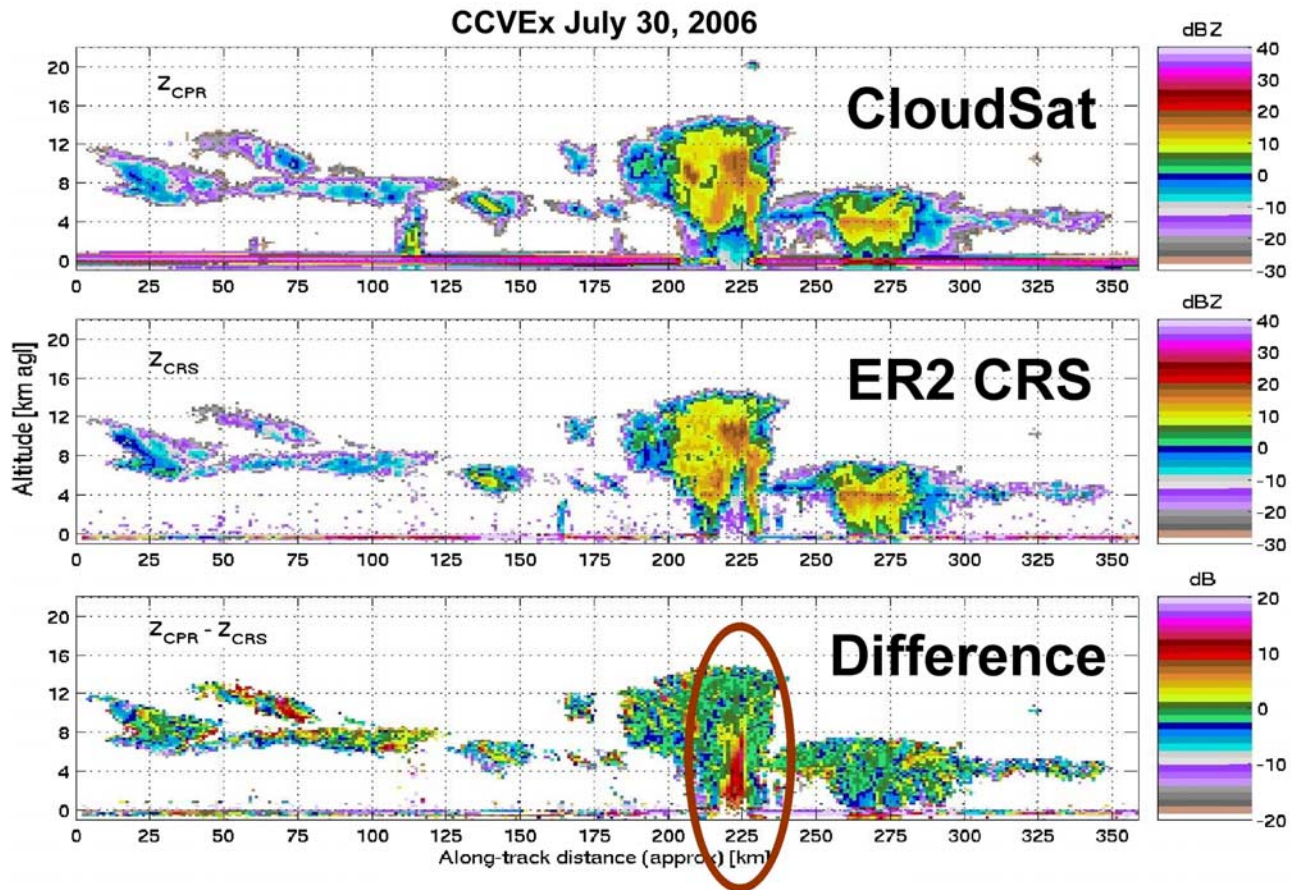 CCVEx July 30, 2006
dBZ
Z_CPR
CloudSat
20
16
12
8
4
0
0 25 50 75 100 125 150 175 200 225 250 275 300 325 350
40
30
20
10
0
-10
-20
-30
dBZ
Altitude [km agl]
Z_CRS
ER2 CRS
20
16
12
8
4
0
0 25 50 75 100 125 150 175 200 225 250 275 300 325 350
40
30
20
10
0
-10
-20
-30
dB
Z_CPR - Z_CRS
Difference
20
16
12
8
4
0
0 25 50 75 100 125 150 175 200 225 250 275 300 325 350
20
10
0
-10
-20
Along-track distance (approx) [km]